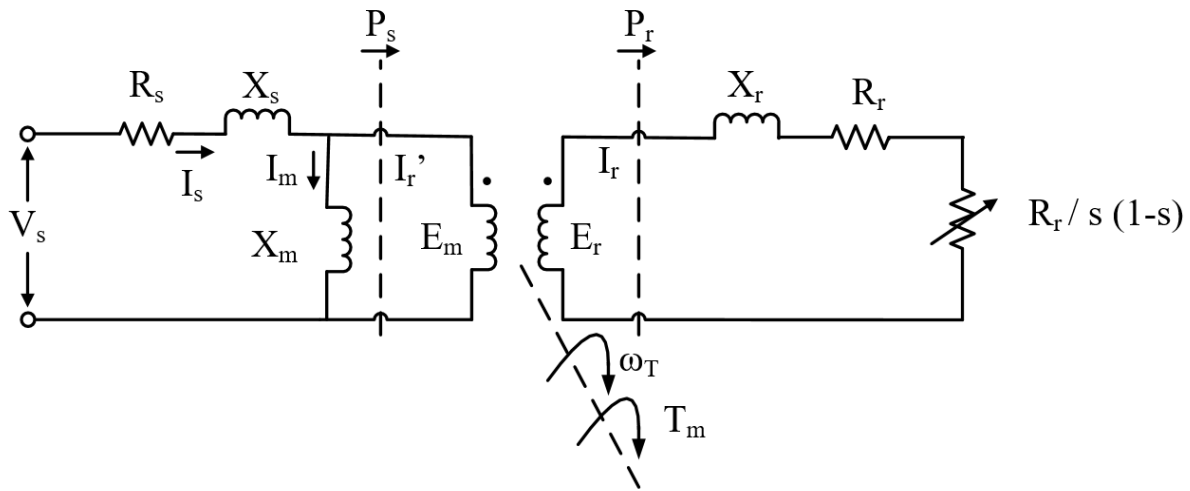 P_s
P_r
R_s
X_s
X_r
R_r
I_s
I_m
I_r’
I_r
V_s
X_m
E_m
E_r
R_r / s (1-s)
ω_T
T_m